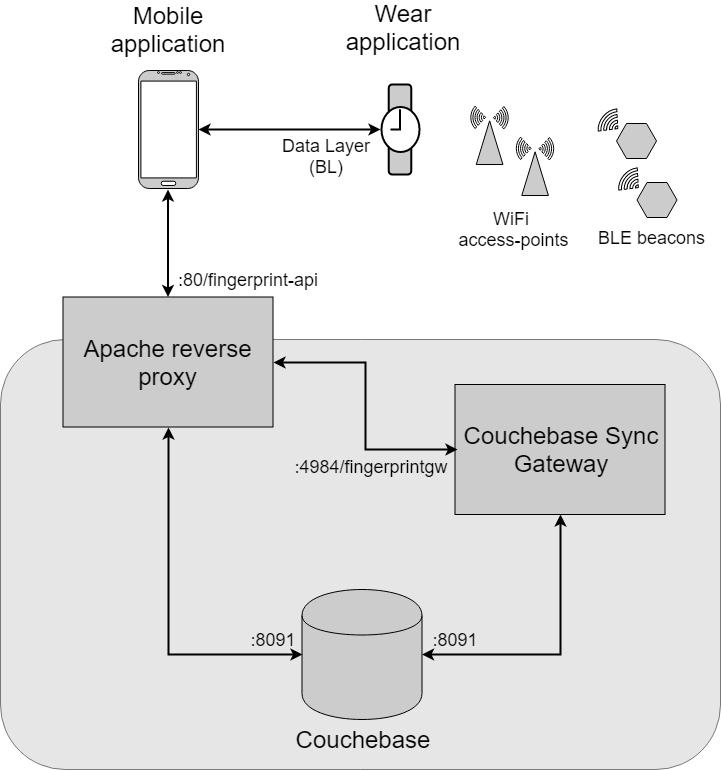 Mobile
application
Wear
application
Data Layer
(BL)
WiFi
access-points
BLE beacons
:80/fingerprint-api
Apache reverse
proxy
Couchebase Sync
Gateway
:4984/fingerprintgw
:8091
:8091
Couchebase